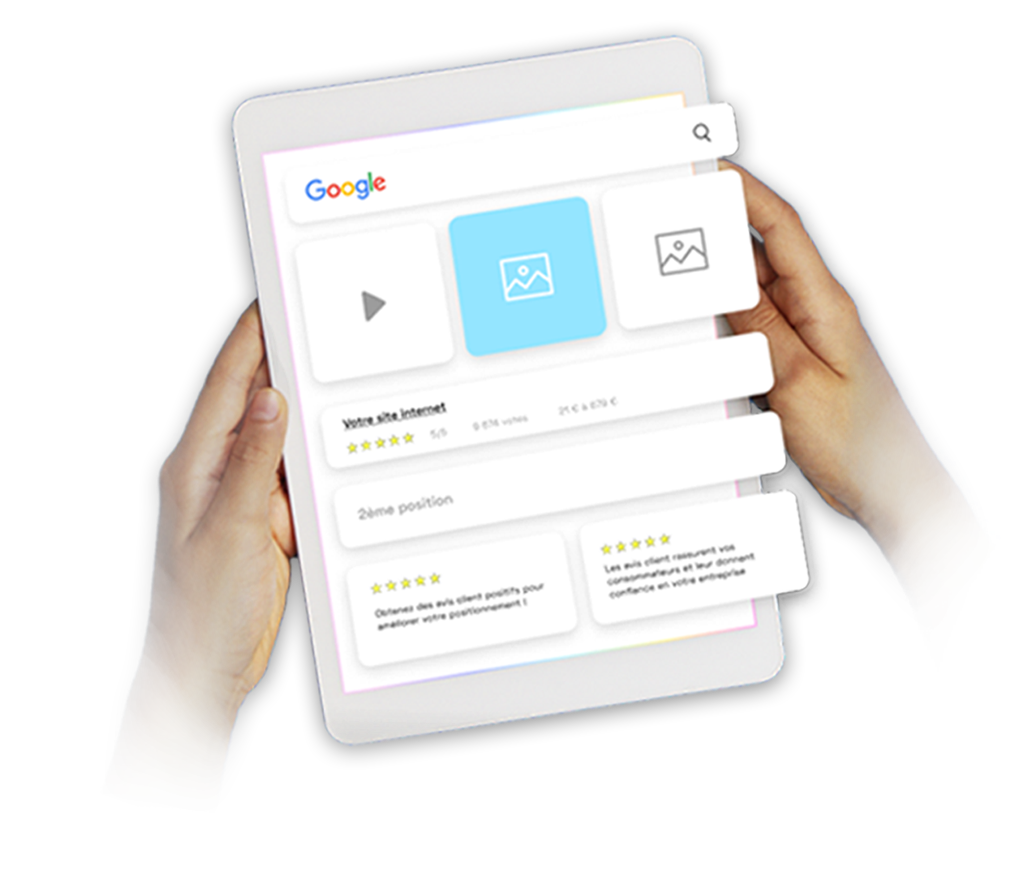 Google
Votre site internet
5/5 9 674 votes 21 € à 679 €
2ème position
Obtenez des avis client positifs pour
améliorer votre positionnement !
Les avis client rassurent vos
consommateurs et leur donnent
confiance en votre entreprise